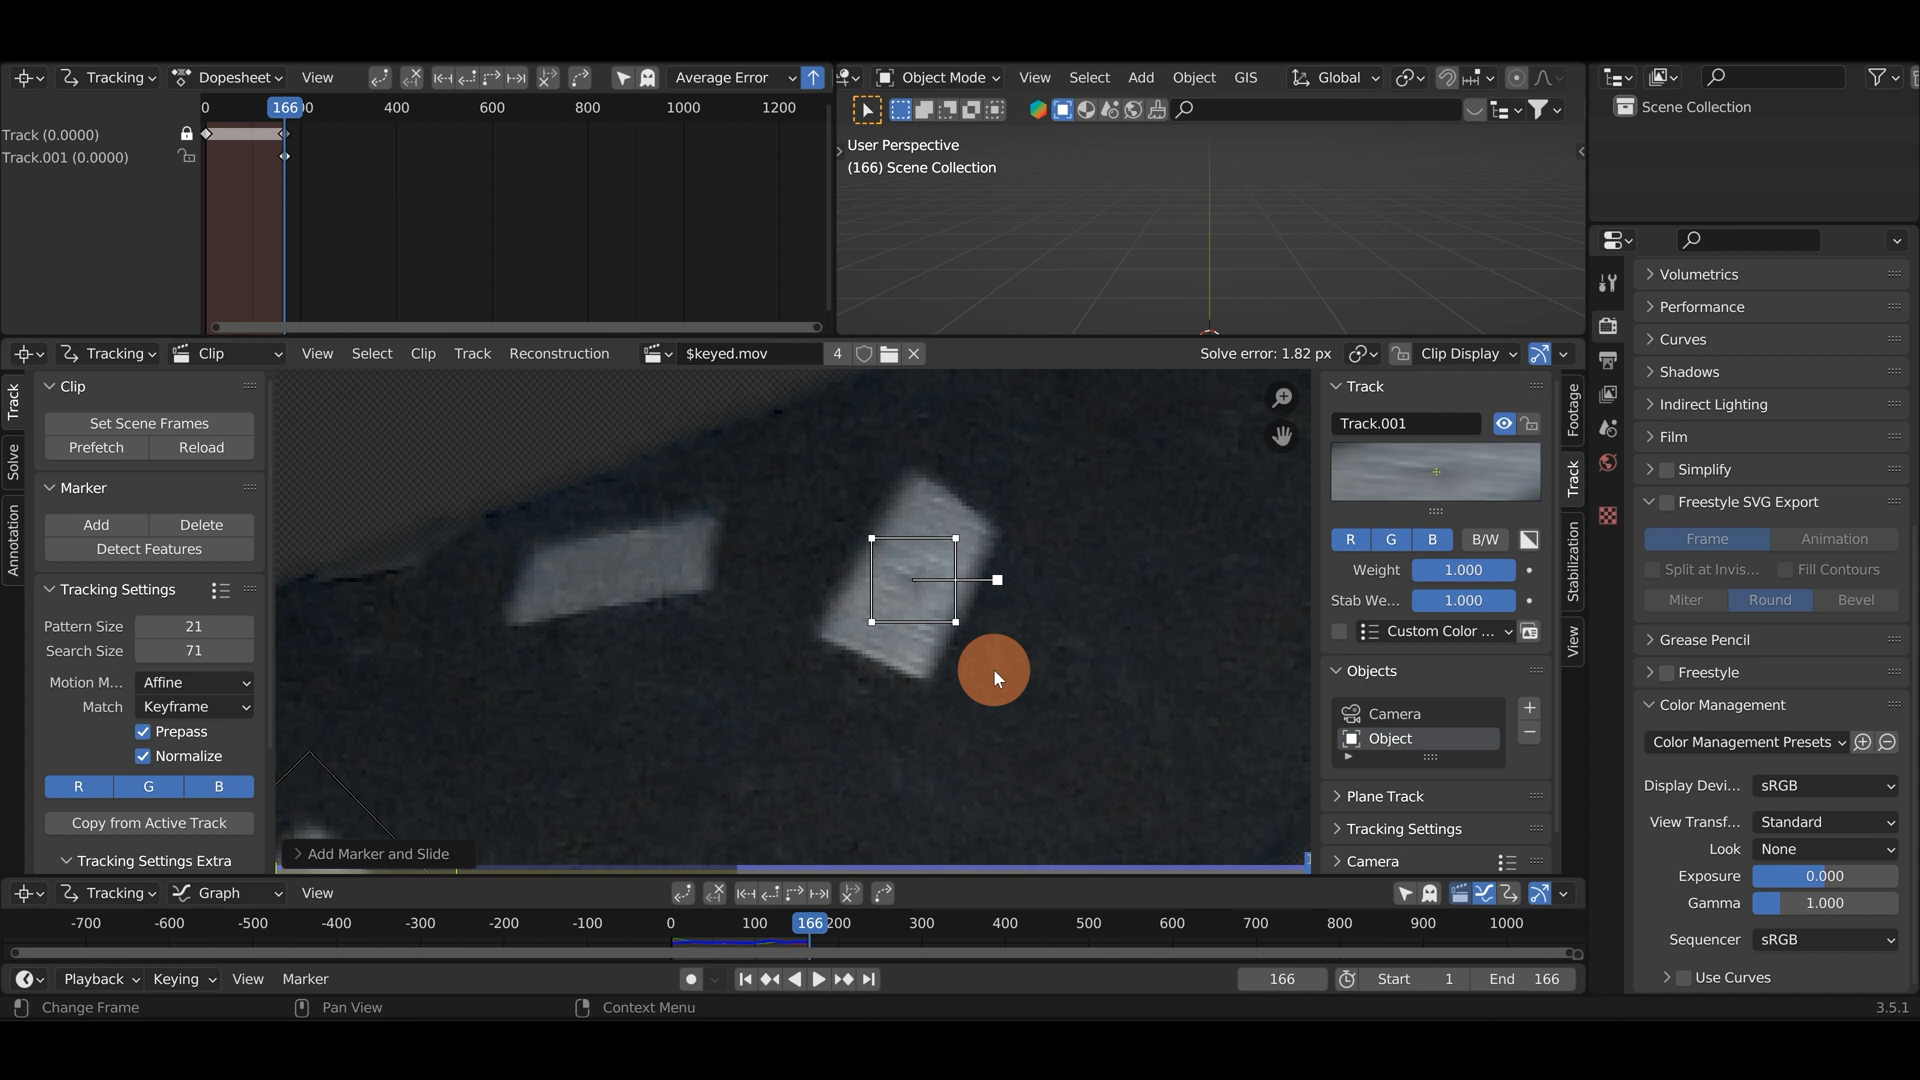 Tracking Dopesheet View Average Error
0 166 00 400 600 800 1000 1200
Track (0.0000)
Track.001 (0.0000)
Object Mode View Select Add Object GIS Global
User Perspective
(166) Scene Collection
Scene Collection
Tracking Clip View Select Clip Track Reconstruction $keyed.mov 4 Solve error: 1.82 px Clip Display
Track
Solve
Annotation
Clip
Set Scene Frames
Prefetch Reload
Marker
Add Delete
Detect Features
Tracking Settings
Pattern Size 21
Search Size 71
Motion M... Affine
Match Keyframe
Prepass
Normalize
R G B
Copy from Active Track
Tracking Settings Extra
Add Marker and Slide
Track
Track.001
R G B B/W
Weight 1.000
Stab We... 1.000
Custom Color ...
Objects
Camera
Object
Plane Track
Tracking Settings
Camera
Footage
Track
Stabilization
View
Volumetrics
Performance
Curves
Shadows
Indirect Lighting
Film
Simplify
Freestyle SVG Export
Frame Animation
Split at Invis... Fill Contours
Miter Round Bevel
Grease Pencil
Freestyle
Color Management
Color Management Presets
Display Devi... sRGB
View Transf... Standard
Look None
Exposure 0.000
Gamma 1.000
Sequencer sRGB
Use Curves
Tracking Graph View
-700 -600 -500 -400 -300 -200 -100 0 100 166 200 300 400 500 600 700 800 900 1000
Playback Keying View Marker 166 Start 1 End 166
Change Frame Pan View Context Menu 3.5.1